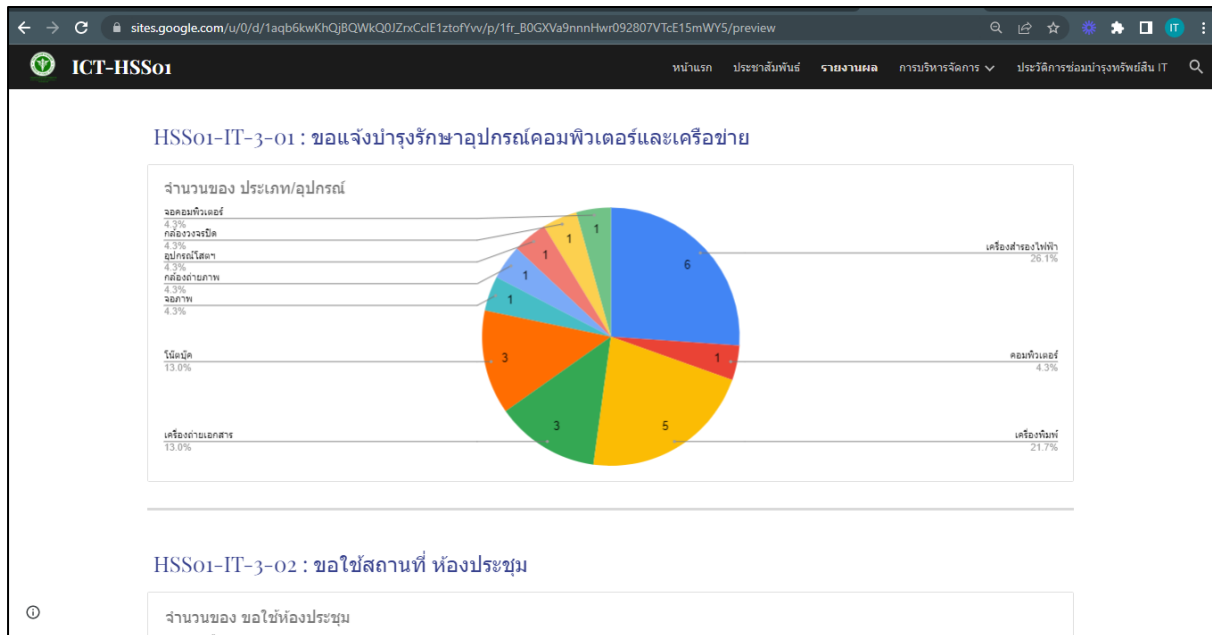 sites.google.com/u/0/d/1aqb6kwKhQjBQWkQ0JZrxCcIE1ztofYvv/p/1fr_B0GXVa9nnnHwr092807VTcE15mWY5/preview
IT
ICT-HSS01
หน้าแรก ประชาสัมพันธ์ รายงานผล การบริหารจัดการ ประวัติการซ่อมบำรุงทรัพย์สิน IT
HSS01-IT-3-01 : ขอแจ้งบำรุงรักษาอุปกรณ์คอมพิวเตอร์และเครือข่าย
จำนวนของ ประเภท/อุปกรณ์
จอคอมพิวเตอร์
4.3%
กล้องวงจรปิด
4.3%
อุปกรณ์โสตฯ
4.3%
กล้องถ่ายภาพ
4.3%
จอภาพ
4.3%
โน๊ตบุ๊ค
13.0%
เครื่องถ่ายเอกสาร
13.0%
1
1
1
1
1
3
3
5
1
6
เครื่องสำรองไฟฟ้า
26.1%
คอมพิวเตอร์
4.3%
เครื่องพิมพ์
21.7%
HSS01-IT-3-02 : ขอใช้สถานที่ ห้องประชุม
จำนวนของ ขอใช้ห้องประชุม